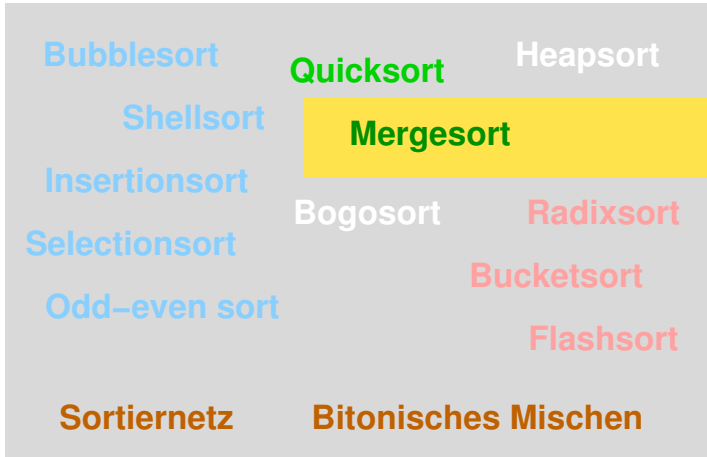 Bubblesort
Quicksort
Heapsort
Shellsort
Mergesort
Insertionsort
Bogosort
Radixsort
Selectionsort
Bucketsort
Odd−even sort
Flashsort
Sortiernetz
Bitonisches Mischen